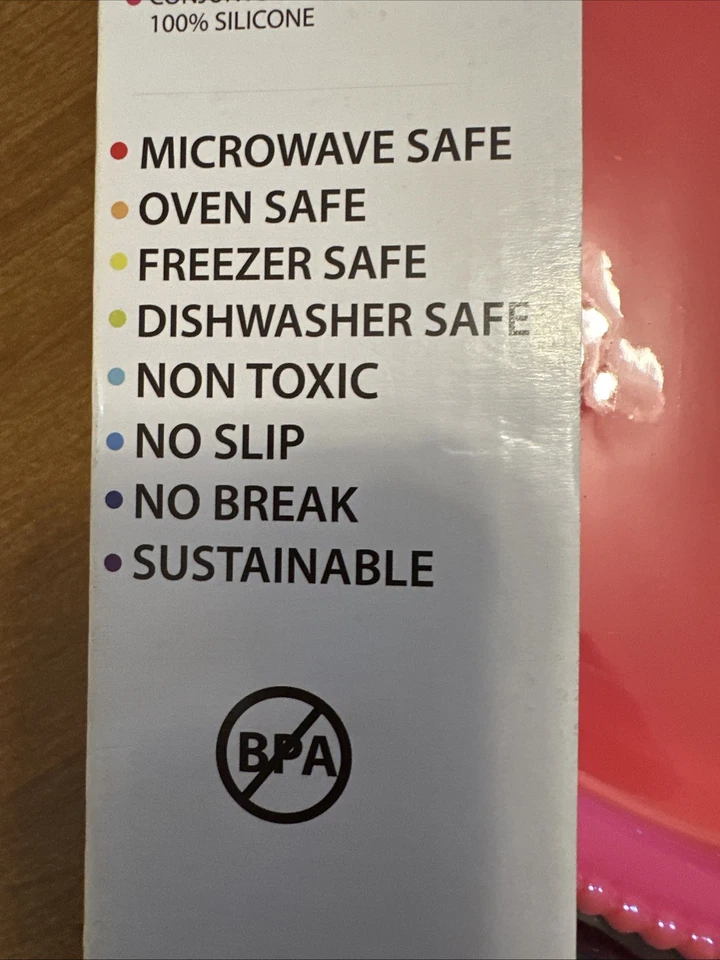 100% SILICONE
MICROWAVE SAFE
OVEN SAFE
FREEZER SAFE
DISHWASHER SAFE
NON TOXIC
NO SLIP
NO BREAK
SUSTAINABLE
BPA